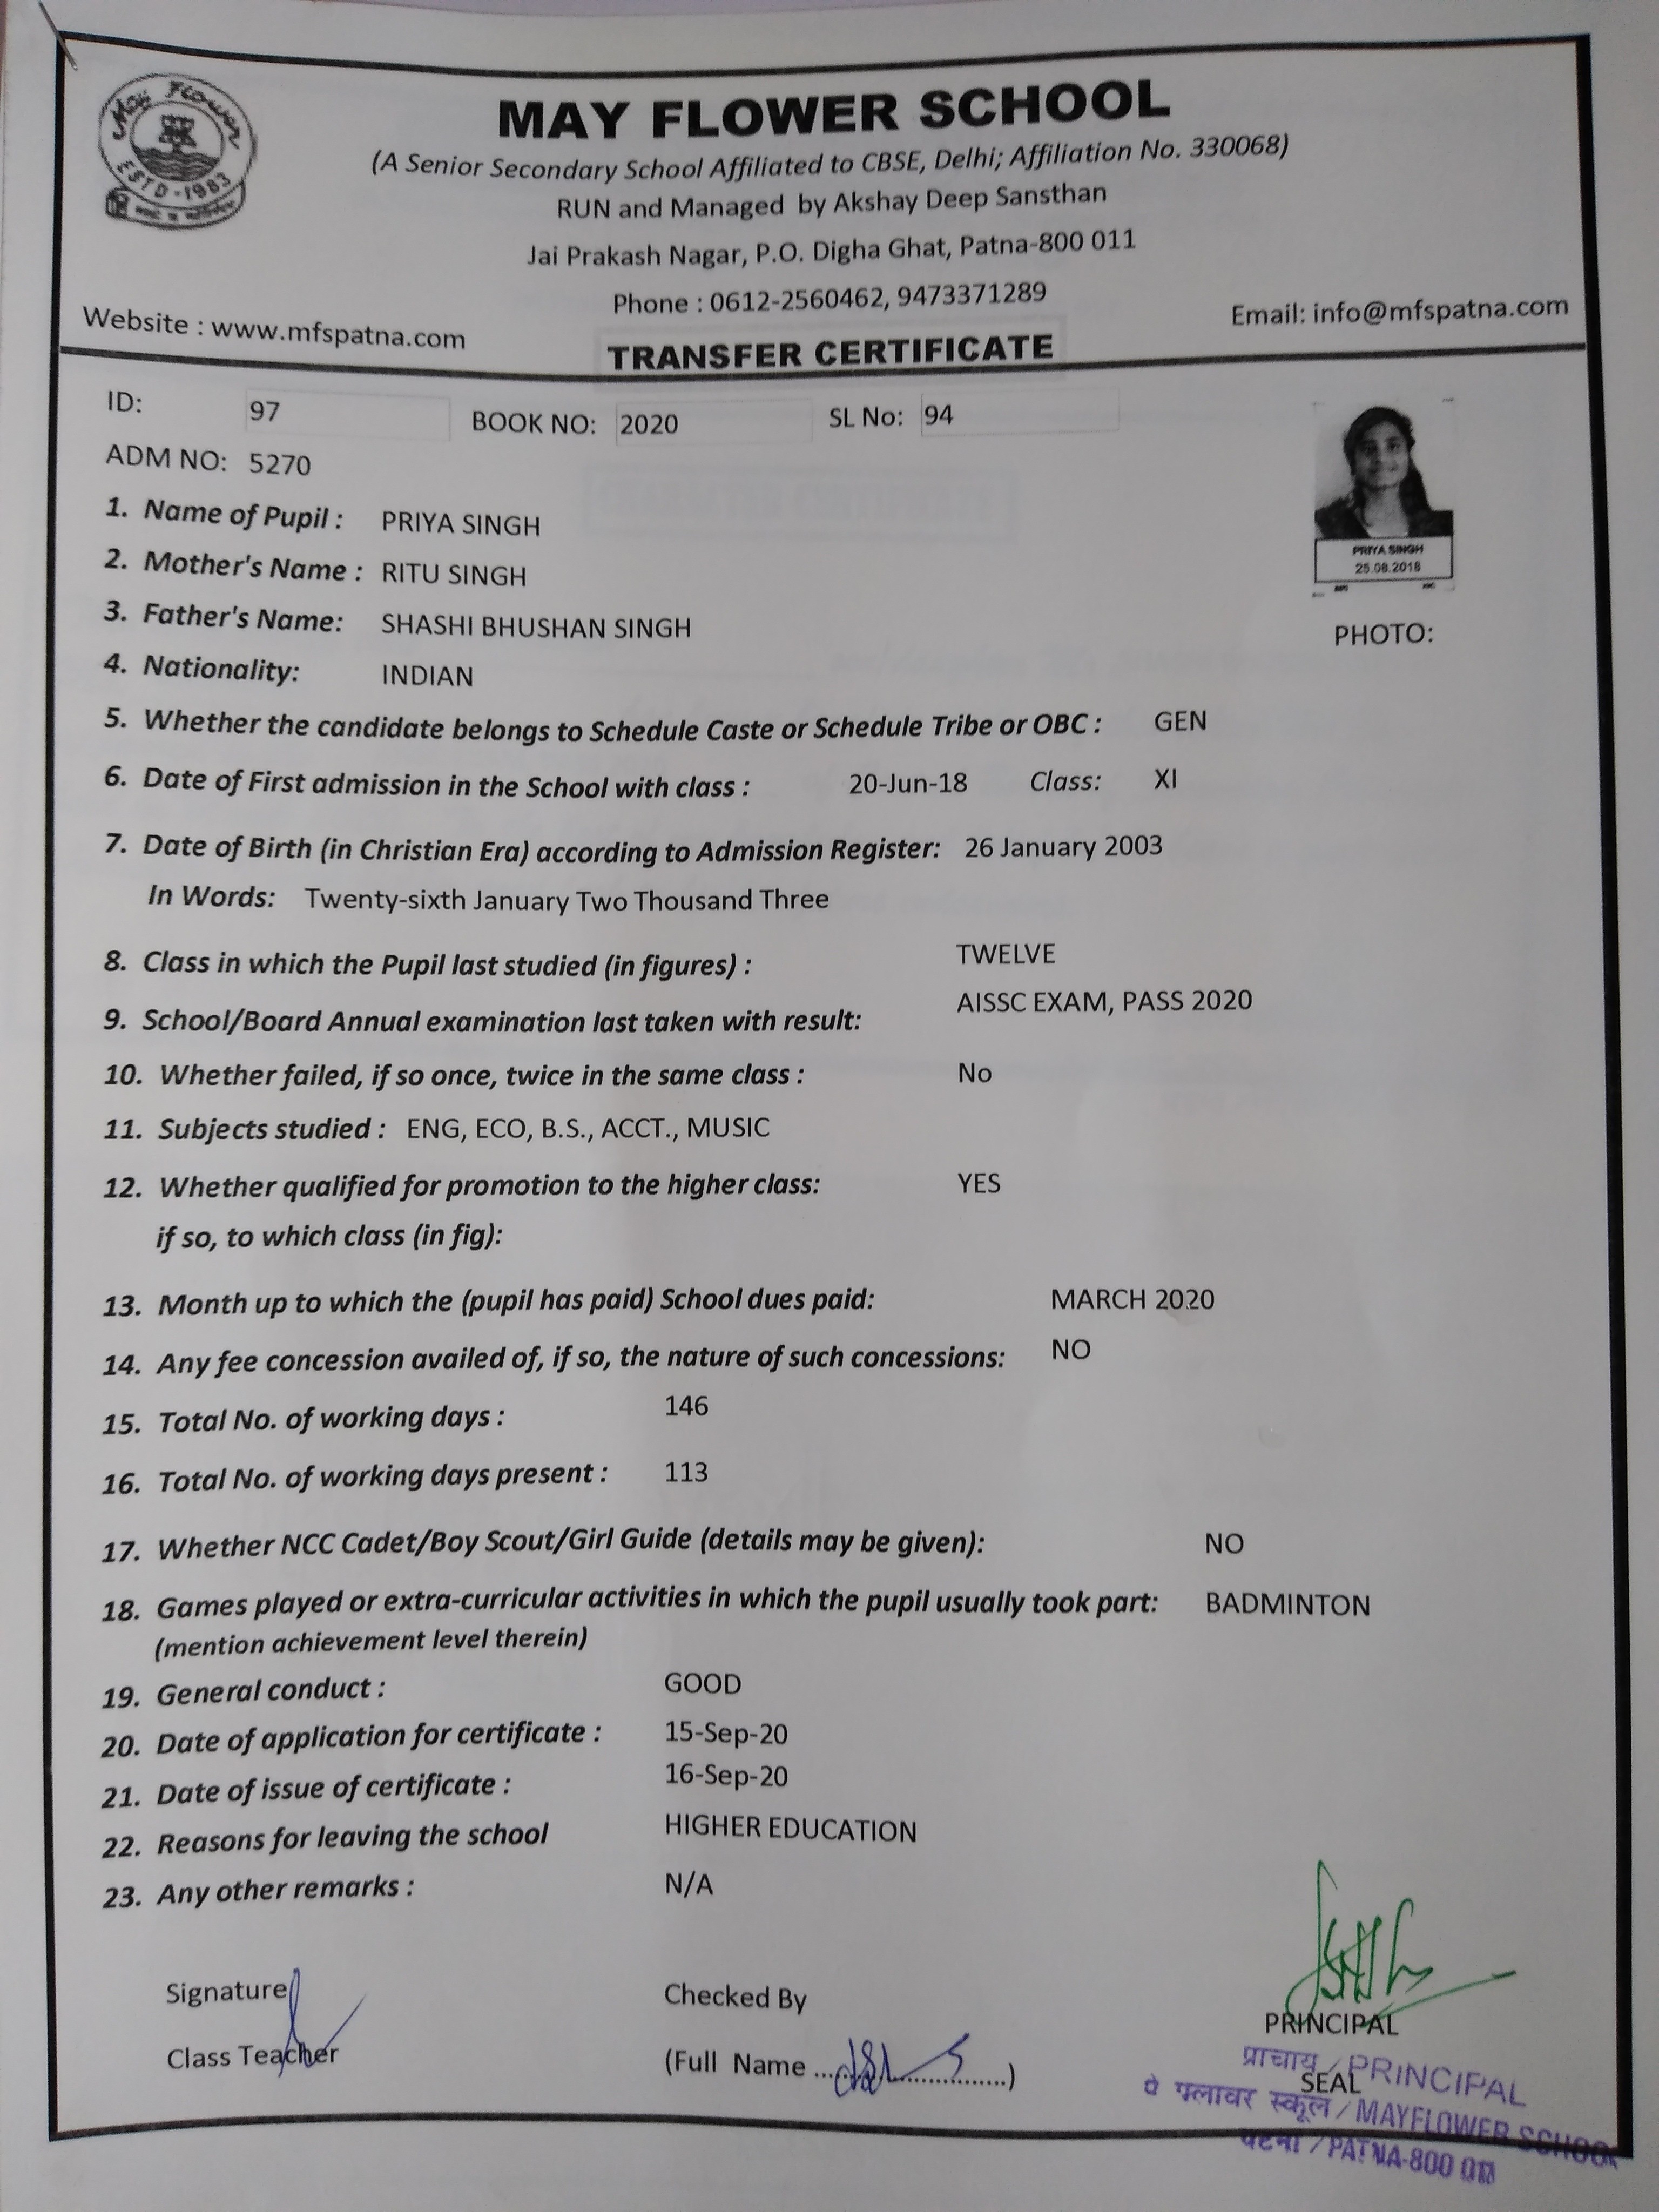 May Flower
ESTD-1983
MAY FLOWER SCHOOL
(A Senior Secondary School Affiliated to CBSE, Delhi; Affiliation No. 330068)
RUN and Managed by Akshay Deep Sansthan
Jai Prakash Nagar, P.O. Digha Ghat, Patna-800 011
Phone : 0612-2560462, 9473371289
Website : www.mfspatna.com
Email: info@mfspatna.com
TRANSFER CERTIFICATE
ID: 97 BOOK NO: 2020 SL No: 94
ADM NO: 5270
1. Name of Pupil : PRIYA SINGH
2. Mother's Name : RITU SINGH
PRIYA SINGH
25.08.2018
3. Father's Name: SHASHI BHUSHAN SINGH
PHOTO:
4. Nationality: INDIAN
5. Whether the candidate belongs to Schedule Caste or Schedule Tribe or OBC : GEN
6. Date of First admission in the School with class : 20-Jun-18 Class: XI
7. Date of Birth (in Christian Era) according to Admission Register: 26 January 2003
In Words: Twenty-sixth January Two Thousand Three
8. Class in which the Pupil last studied (in figures) : TWELVE
9. School/Board Annual examination last taken with result: AISSC EXAM, PASS 2020
10. Whether failed, if so once, twice in the same class : No
11. Subjects studied : ENG, ECO, B.S., ACCT., MUSIC
12. Whether qualified for promotion to the higher class: YES
if so, to which class (in fig):
13. Month up to which the (pupil has paid) School dues paid: MARCH 2020
14. Any fee concession availed of, if so, the nature of such concessions: NO
15. Total No. of working days : 146
16. Total No. of working days present : 113
17. Whether NCC Cadet/Boy Scout/Girl Guide (details may be given): NO
18. Games played or extra-curricular activities in which the pupil usually took part: BADMINTON
(mention achievement level therein)
19. General conduct : GOOD
20. Date of application for certificate : 15-Sep-20
21. Date of issue of certificate : 16-Sep-20
22. Reasons for leaving the school HIGHER EDUCATION
23. Any other remarks : N/A
Signature
Checked By
PRINCIPAL
Class Teacher
(Full Name ........................)
SEAL
प्राचार्य / PRINCIPAL
मे फ्लावर स्कूल / MAYFLOWER SCHOOL
पटना / PATNA-800 011